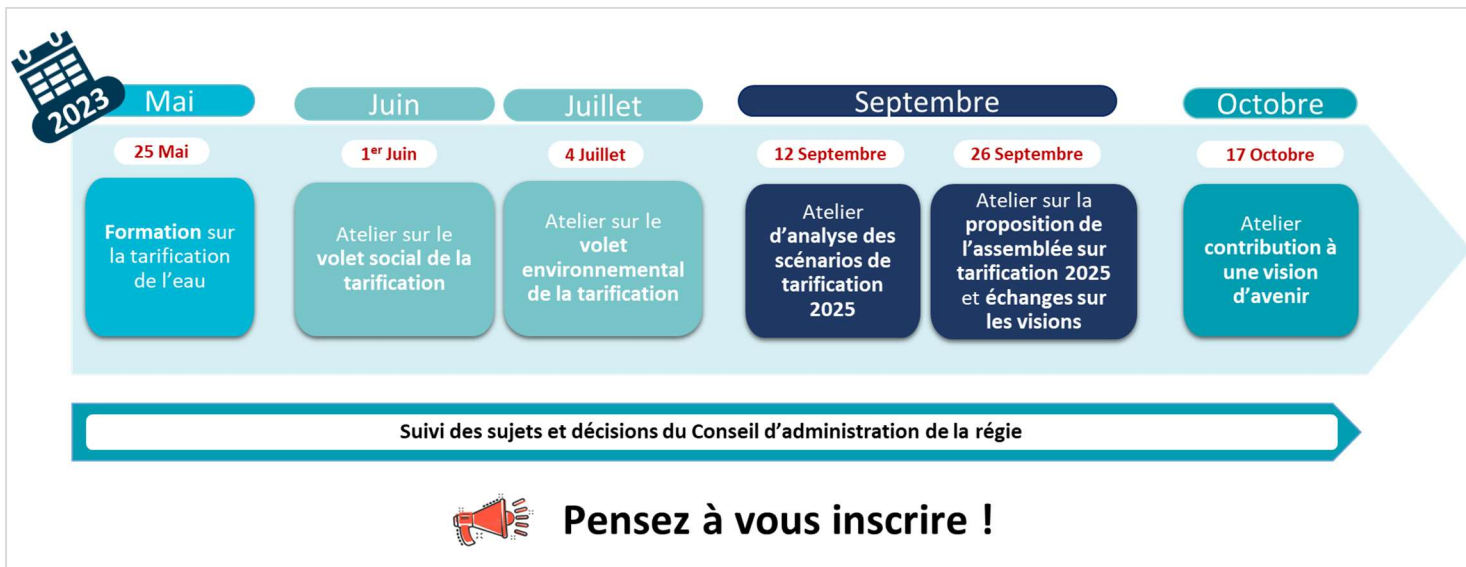 2023
Mai
Juin
Juillet
Septembre
Octobre
25 Mai
1er Juin
4 Juillet
12 Septembre
26 Septembre
17 Octobre
Formation sur
la tarification
de l’eau
Atelier sur le
volet social de la
tarification
Atelier sur le
volet
environnemental
de la tarification
Atelier
d’analyse des
scénarios de
tarification
2025
Atelier sur la
proposition de
l’assemblée sur
tarification 2025
et échanges sur
les visions
Atelier
contribution à
une vision
d’avenir
Suivi des sujets et décisions du Conseil d’administration de la régie
Pensez à vous inscrire !